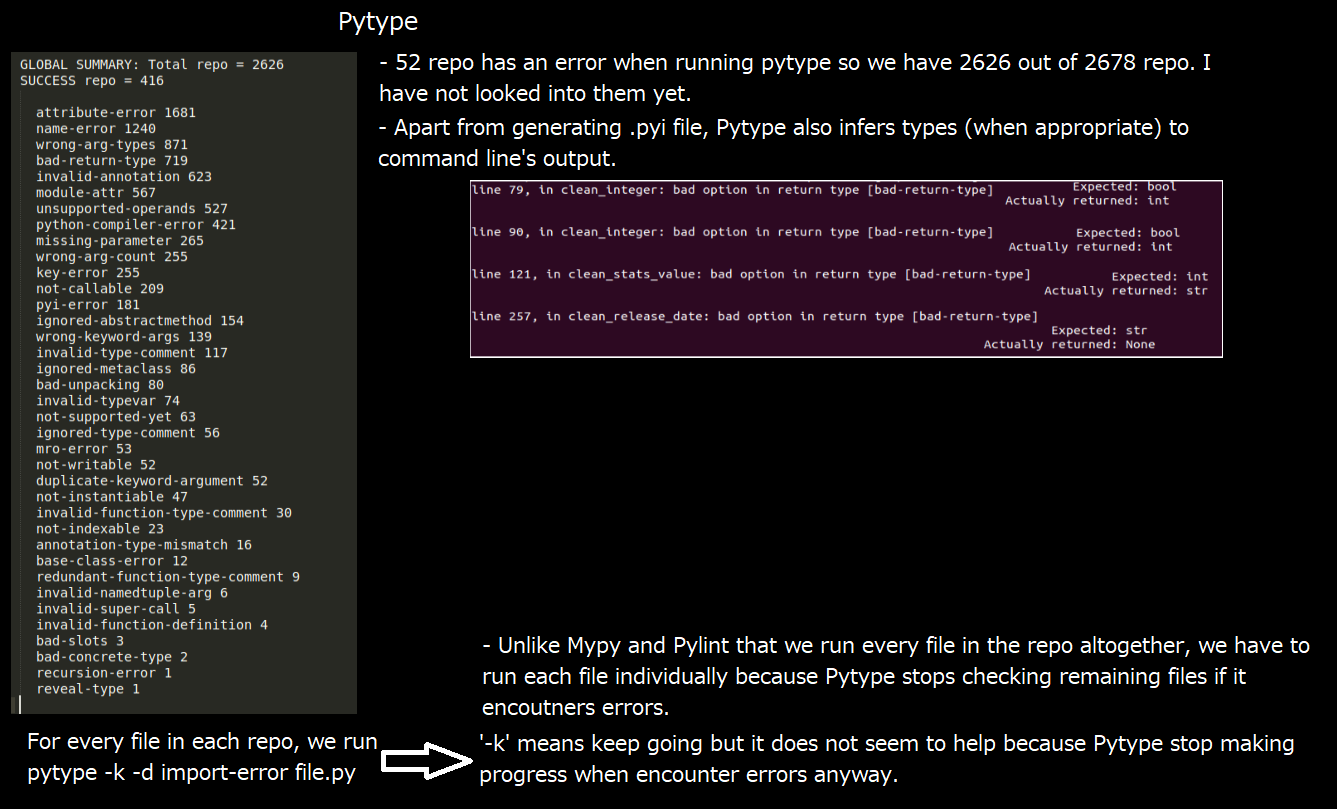 Pytype
GLOBAL SUMMARY: Total repo = 2626
SUCCESS repo = 416
attribute-error 1681
name-error 1240
wrong-arg-types 871
bad-return-type 719
invalid-annotation 623
module-attr 567
unsupported-operands 527
python-compiler-error 421
missing-parameter 265
wrong-arg-count 255
key-error 255
not-callable 209
pyi-error 181
ignored-abstractmethod 154
wrong-keyword-args 139
invalid-type-comment 117
ignored-metaclass 86
bad-unpacking 80
invalid-typevar 74
not-supported-yet 63
ignored-type-comment 56
mro-error 53
not-writable 52
duplicate-keyword-argument 52
not-instantiable 47
invalid-function-type-comment 30
not-indexable 23
annotation-type-mismatch 16
base-class-error 12
redundant-function-type-comment 9
invalid-namedtuple-arg 6
invalid-super-call 5
invalid-function-definition 4
bad-slots 3
bad-concrete-type 2
recursion-error 1
reveal-type 1
- 52 repo has an error when running pytype so we have 2626 out of 2678 repo. I
have not looked into them yet.
- Apart from generating .pyi file, Pytype also infers types (when appropriate) to
command line's output.
line 79, in clean_integer: bad option in return type [bad-return-type]
Expected: bool
Actually returned: int
line 90, in clean_integer: bad option in return type [bad-return-type]
Expected: bool
Actually returned: int
line 121, in clean_stats_value: bad option in return type [bad-return-type]
Expected: int
Actually returned: str
line 257, in clean_release_date: bad option in return type [bad-return-type]
Expected: str
Actually returned: None
- Unlike Mypy and Pylint that we run every file in the repo altogether, we have to
run each file individually because Pytype stops checking remaining files if it
encoutners errors.
For every file in each repo, we run
pytype -k -d import-error file.py
'-k' means keep going but it does not seem to help because Pytype stop making
progress when encounter errors anyway.